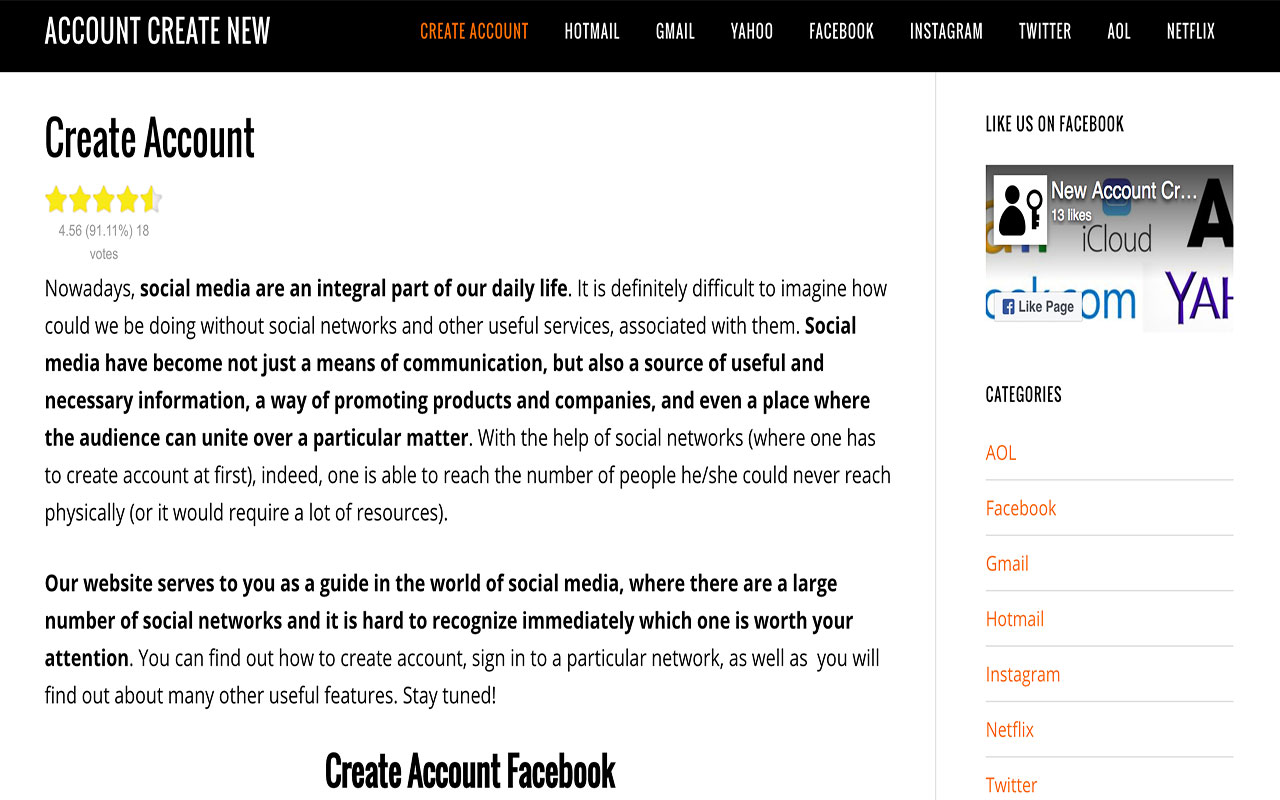 ACCOUNT CREATE NEW
CREATE ACCOUNT HOTMAIL GMAIL YAHOO FACEBOOK INSTAGRAM TWITTER AOL NETFLIX
Create Account
4.56 (91.11%) 18
votes
Nowadays, social media are an integral part of our daily life. It is definitely difficult to imagine how
could we be doing without social networks and other useful services, associated with them. Social
media have become not just a means of communication, but also a source of useful and
necessary information, a way of promoting products and companies, and even a place where
the audience can unite over a particular matter. With the help of social networks (where one has
to create account at first), indeed, one is able to reach the number of people he/she could never reach
physically (or it would require a lot of resources).
Our website serves to you as a guide in the world of social media, where there are a large
number of social networks and it is hard to recognize immediately which one is worth your
attention. You can find out how to create account, sign in to a particular network, as well as  you will
find out about many other useful features. Stay tuned!
Create Account Facebook
LIKE US ON FACEBOOK
New Account Cr...
13 likes
iCloud
Like Page
CATEGORIES
AOL
Facebook
Gmail
Hotmail
Instagram
Netflix
Twitter